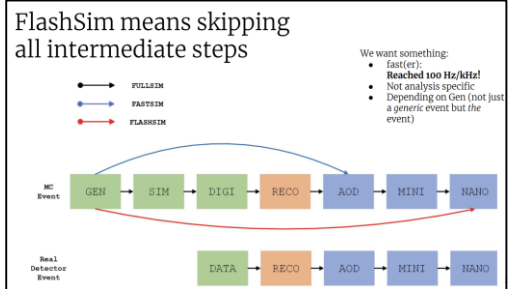 FlashSim means skipping
all intermediate steps
We want something:
• fast(er):
Reached 100 Hz/kHz!
• Not analysis specific
• Depending on Gen (not just
a generic event but the
event)
FULLSIM
FASTSIM
FLASHSIM
MC
Event
GEN
SIM
DIGI
RECO
AOD
MINI
NANO
Real
Detector
Event
DATA
RECO
AOD
MINI
NANO